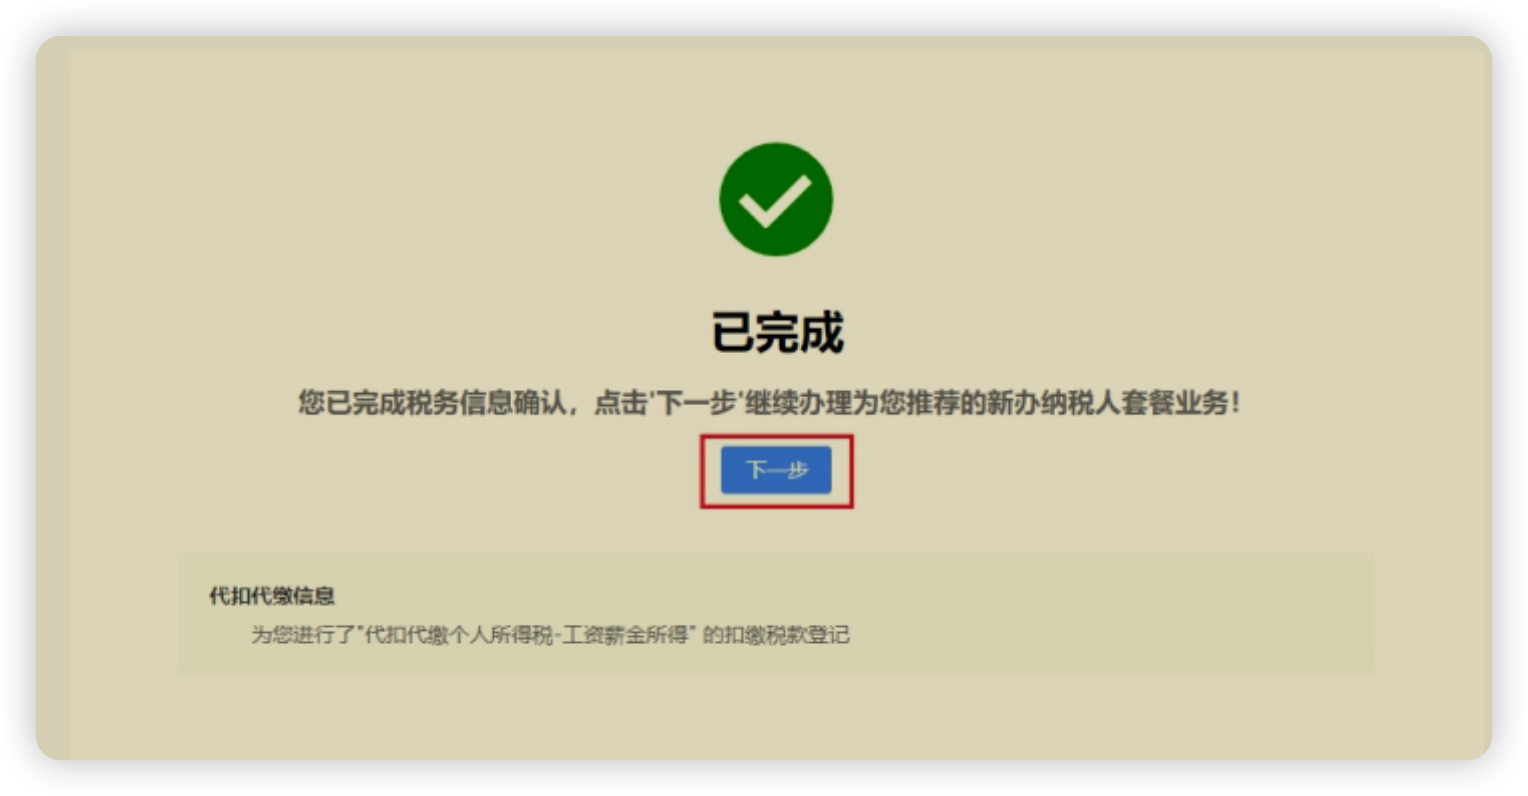 已完成
您已完成税务信息确认，点击'下一步'继续办理为您推荐的新办纳税人套餐业务！
下一步
代扣代缴信息
为您进行了"代扣代缴个人所得税-工资薪金所得" 的扣缴税款登记